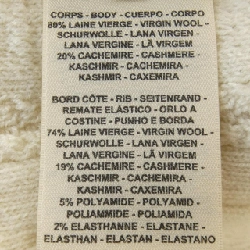 CORPS - BODY - CUERPO - CORPO
80% LAINE VIERGE - VIRGIN WOOL -
SCHURWOLLE - LANA VIRGEN
LANA VERGINE - LÃ VIRGEM
20% CACHEMIRE - CASHMERE -
KASCHMIR - CACHEMIRA -
KASHMIR - CAXEMIRA
BORD CÔTE - RIB - SEITENRAND -
REMATE ELÁSTICO - ORLO A
COSTINE - PUNHO E BORDA
74% LAINE VIERGE - VIRGIN WOOL -
SCHURWOLLE - LANA VIRGEN
LANA VERGINE - LÃ VIRGEM
19% CACHEMIRE - CASHMERE -
KASCHMIR - CACHEMIRA -
KASHMIR - CAXEMIRA
5% POLYAMIDE - POLYAMID -
POLIAMMIDE - POLIAMIDA
2% ELASTHANNE - ELASTANE -
ELASTHAN - ELASTAN - ELASTANO